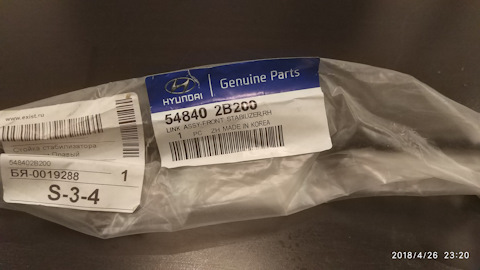 www.exist.ru
Стойка стабилизатора
548402B200
БЯ-0019288 1
S-3-4
HYUNDAI
Genuine Parts
54840 2B200
LINK ASSY-FRONT STABILIZER,RH
1 PC ZH MADE IN KOREA
2018/4/26 23:20